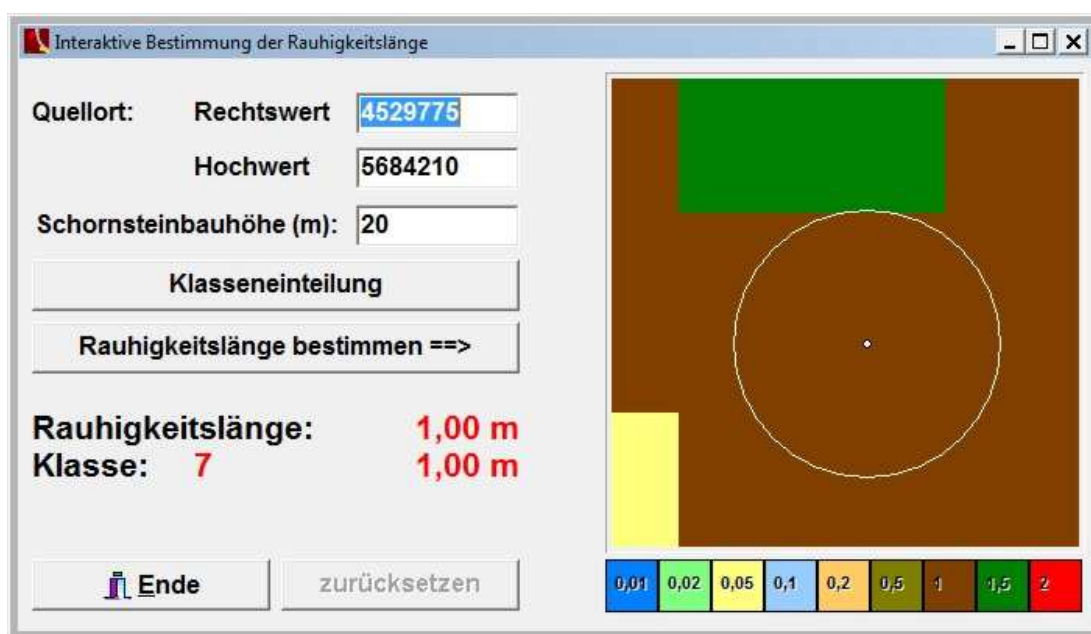 Interaktive Bestimmung der Rauhigkeitslänge
Quellort: Rechtswert 4529775
Hochwert 5684210
Schornsteinbauhöhe (m): 20
Klasseneinteilung
Rauhigkeitslänge bestimmen ==>
Rauhigkeitslänge: 1,00 m
Klasse: 7 1,00 m
Ende zurücksetzen
0,01 0,02 0,05 0,1 0,2 0,5 1 1,5 2